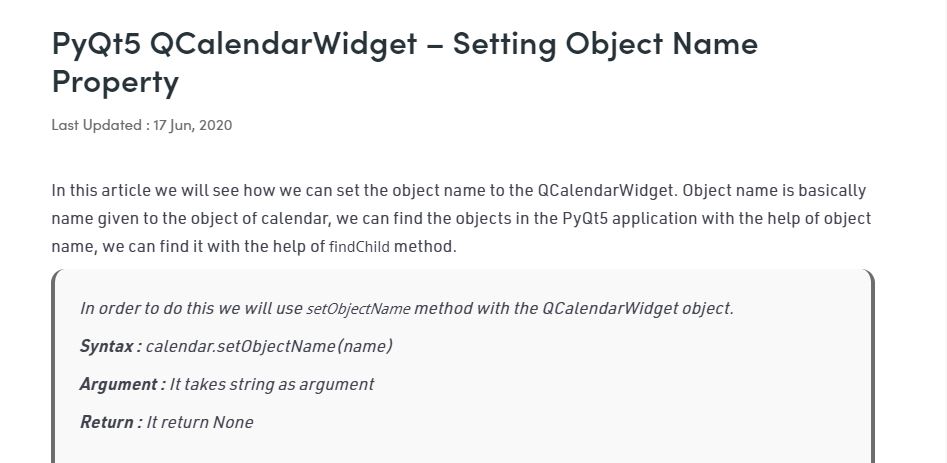 PyQt5 QCalendarWidget – Setting Object Name
Property
Last Updated : 17 Jun, 2020
In this article we will see how we can set the object name to the QCalendarWidget. Object name is basically
name given to the object of calendar, we can find the objects in the PyQt5 application with the help of object
name, we can find it with the help of findChild method.
In order to do this we will use setObjectName method with the QCalendarWidget object.
Syntax : calendar.setObjectName(name)
Argument : It takes string as argument
Return : It return None